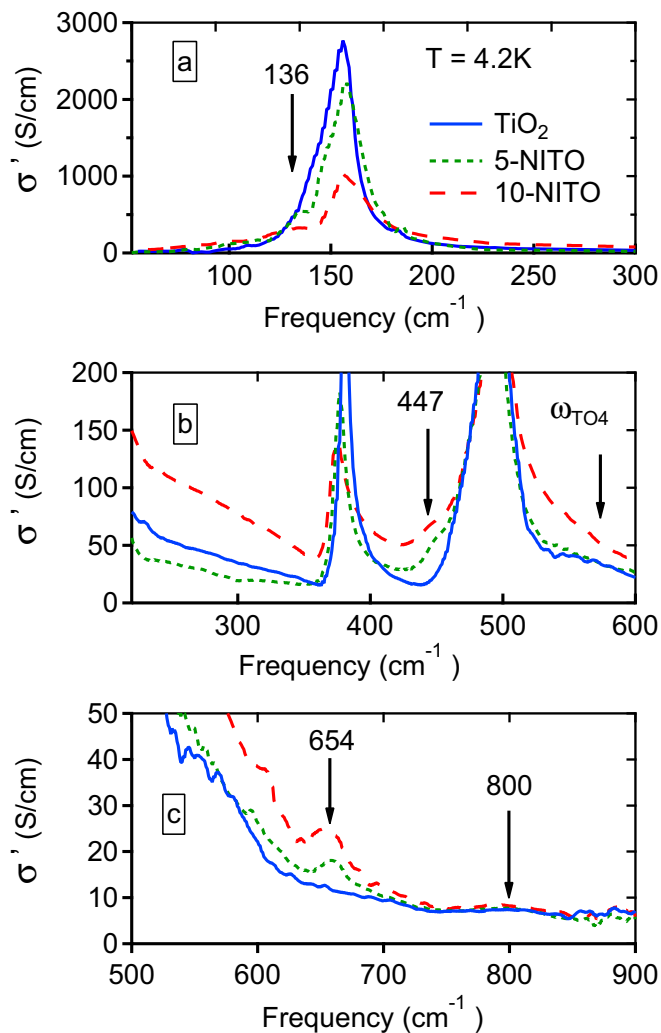 3000
2000
1000
0
σ ' (S/cm)
a
136
T = 4.2K
TiO2
5-NITO
10-NITO
100 150 200 250 300
Frequency (cm-1 )
200
150
100
50
0
σ ' (S/cm)
b
447
ωTO4
300 400 500 600
Frequency (cm-1 )
50
40
30
20
10
0
σ ' (S/cm)
c
654
800
500 600 700 800 900
Frequency (cm-1 )